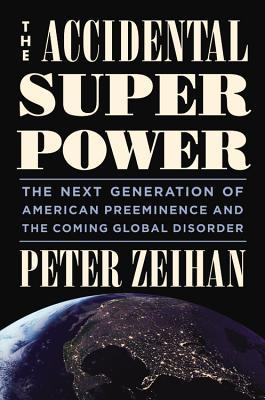 THE
ACCIDENTAL
SUPER
POWER
THE NEXT GENERATION OF
AMERICAN PREEMINENCE AND
THE COMING GLOBAL DISORDER
PETER ZEIHAN